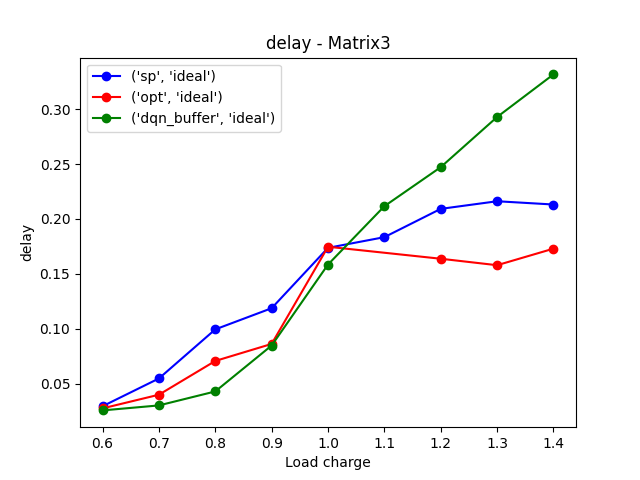 delay - Matrix3
('sp', 'ideal')
('opt', 'ideal')
('dqn_buffer', 'ideal')
delay
0.30
0.25
0.20
0.15
0.10
0.05
0.6 0.7 0.8 0.9 1.0 1.1 1.2 1.3 1.4
Load charge